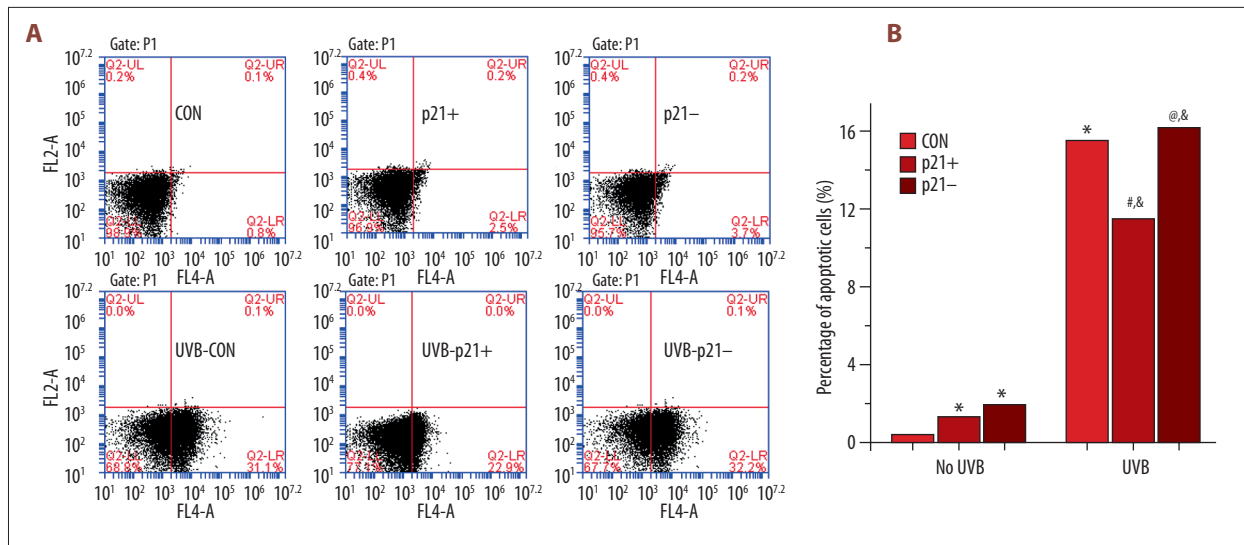 A
Gate: P1
10^7.2
10^6
10^5
10^4
10^3
10^2
10^1
FL2-A
Q2-UL
0.2%
Q2-UR
0.1%
CON
Q2-LR
0.8%
10^1 10^2 10^3 10^4 10^5 10^6 10^7.2
FL4-A
Gate: P1
10^7.2
10^6
10^5
10^4
10^3
10^2
10^1
Q2-UL
0.4%
Q2-UR
0.2%
p21+
Q2-LR
2.5%
10^1 10^2 10^3 10^4 10^5 10^6 10^7.2
FL4-A
Gate: P1
10^7.2
10^6
10^5
10^4
10^3
10^2
10^1
Q2-UL
0.4%
Q2-UR
0.2%
p21–
Q2-LL
95.7%
Q2-LR
3.7%
10^1 10^2 10^3 10^4 10^5 10^6 10^7.2
FL4-A
Gate: P1
10^7.2
10^6
10^5
10^4
10^3
10^2
10^1
FL2-A
Q2-UL
0.0%
Q2-UR
0.1%
UVB-CON
Q2-LL
68.8%
Q2-LR
31.1%
10^1 10^2 10^3 10^4 10^5 10^6 10^7.2
FL4-A
Gate: P1
10^7.2
10^6
10^5
10^4
10^3
10^2
10^1
Q2-UL
0.0%
Q2-UR
0.0%
UVB-p21+
Q2-LL
77.1%
Q2-LR
22.9%
10^1 10^2 10^3 10^4 10^5 10^6 10^7.2
FL4-A
Gate: P1
10^7.2
10^6
10^5
10^4
10^3
10^2
10^1
Q2-UL
0.0%
Q2-UR
0.1%
UVB-p21–
Q2-LL
67.7%
Q2-LR
32.2%
10^1 10^2 10^3 10^4 10^5 10^6 10^7.2
FL4-A
B
Percentage of apoptotic cells (%)
16
12
8
4
0
CON
p21+
p21–
*
*
*
#,&
@,&
No UVB
UVB